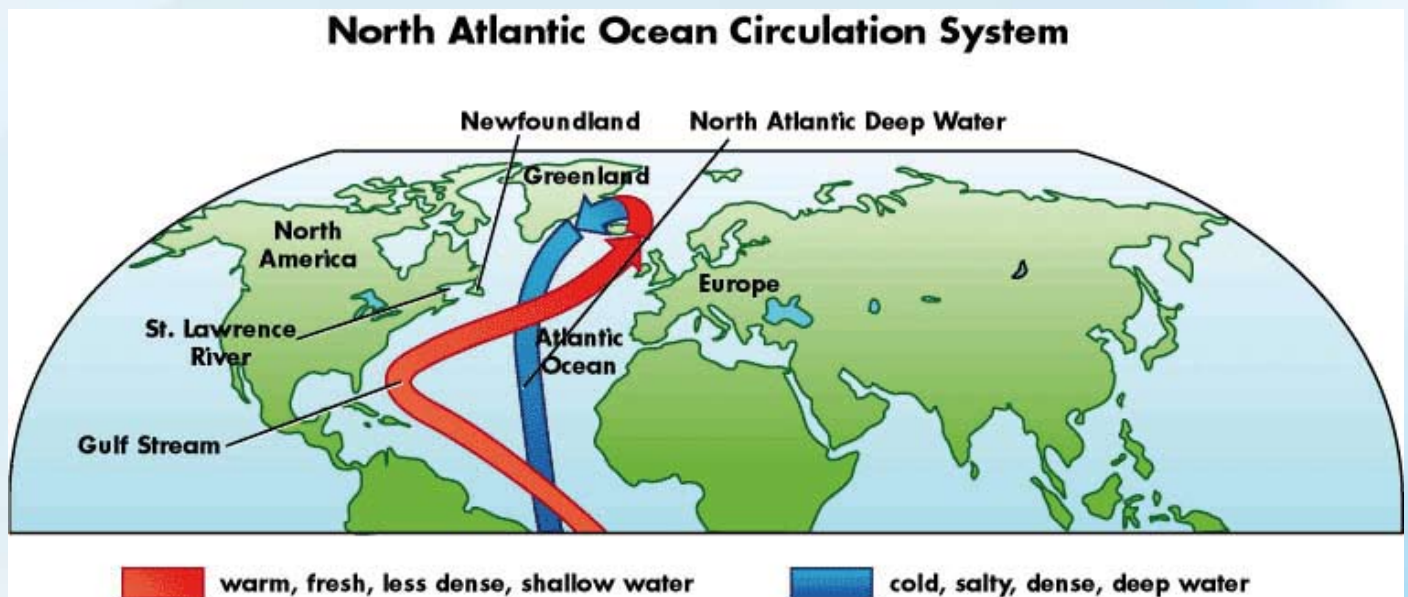 North Atlantic Ocean Circulation System
Newfoundland
North Atlantic Deep Water
Greenland
North
America
Europe
St. Lawrence
River
Atlantic
Ocean
Gulf Stream
warm, fresh, less dense, shallow water
cold, salty, dense, deep water